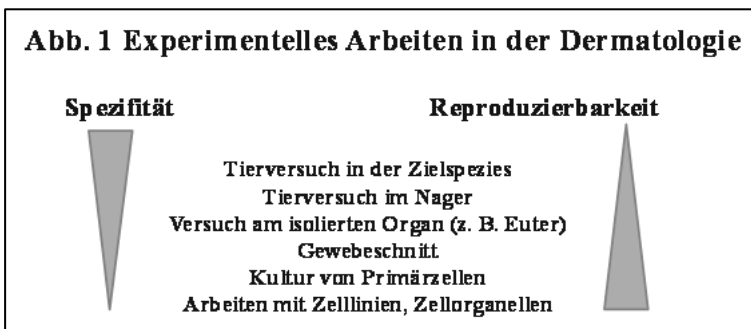 Abb. 1 Experimentelles Arbeiten in der Dermatologie
Spezifität
Reproduzierbarkeit
Tierversuch in der Zielspezies
Tierversuch im Nager
Versuch am isolierten Organ (z. B. Euter)
Gewebeschnitt
Kultur von Primärzellen
Arbeiten mit Zelllinien, Zellorganellen